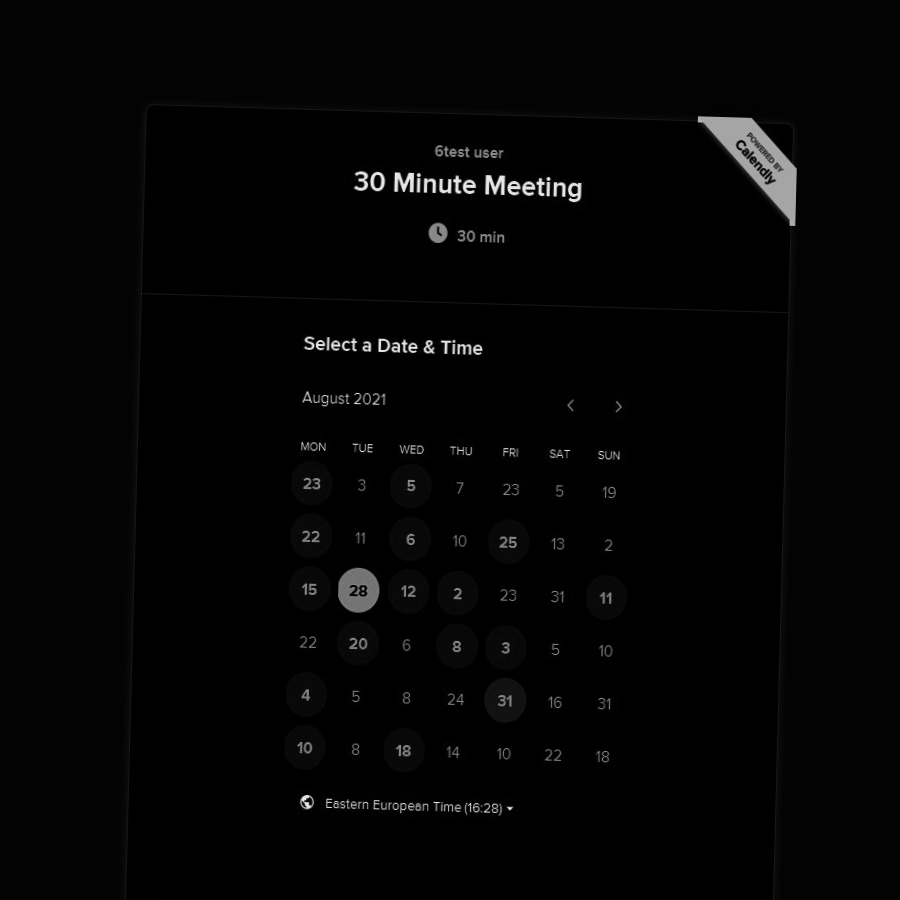 6test user
30 Minute Meeting
30 min
POWERED BY
Calendly
Select a Date & Time
August 2021
MON TUE WED THU FRI SAT SUN
23 3 5 7 23 5 19
22 11 6 10 25 13 2
15 28 12 2 23 31 11
22 20 6 8 3 5 10
4 5 8 24 31 16 31
10 8 18 14 10 22 18
Eastern European Time (16:28)